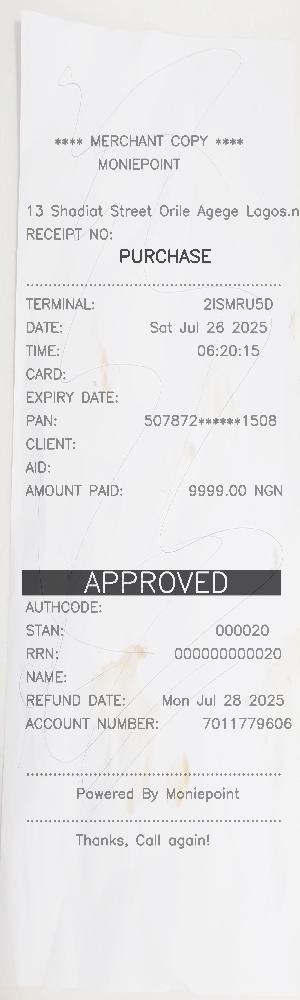 **** MERCHANT COPY ****
MONIEPOINT
13 Shadiat Street Orile Agege Lagos.n
RECEIPT NO:
PURCHASE
TERMINAL: 2ISMRU5D
DATE: Sat Jul 26 2025
TIME: 06:20:15
CARD:
EXPIRY DATE:
PAN: 507872******1508
CLIENT:
AID:
AMOUNT PAID: 9999.00 NGN
APPROVED
AUTHCODE:
STAN: 000020
RRN: 000000000020
NAME:
REFUND DATE: Mon Jul 28 2025
ACCOUNT NUMBER: 7011779606
Powered By Moniepoint
Thanks, Call again!